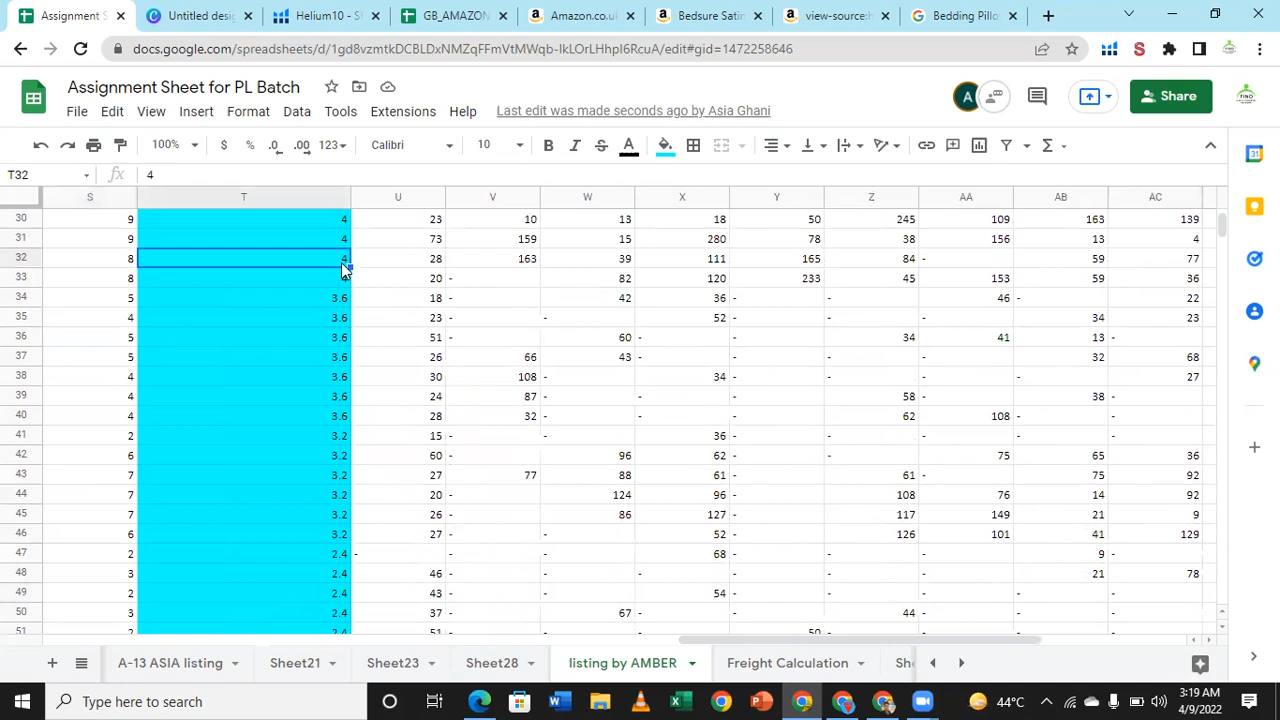 Assignment Sheet for PL Batch
Untitled desig
Helium10 - S
GB_AMAZON
Amazon.co.uk
Bedsure Satin
view-source:h
Bedding Pillo
docs.google.com/spreadsheets/d/1gd8vzmtkDCBLDxNMZqFFmVtMWqb-IkLOrLHhpI6RcuA/edit#gid=1472258646
Assignment Sheet for PL Batch
File Edit View Insert Format Data Tools Extensions Help Last edit was made seconds ago by Asia Ghani
A
Share
100% $ % .0 .00 123 Calibri 10 B I S A
T32 fx 4
S T U V W X Y Z AA AB AC
30 9 4 23 10 13 18 50 245 109 163 139
31 9 4 73 159 15 280 78 38 156 13 4
32 8 4 28 163 39 111 165 84 - 59 77
33 8 4 20 - 82 120 233 45 153 59 36
34 5 3.6 18 - 42 36 - - 46 - 22
35 4 3.6 23 - - 52 - - - 34 23
36 5 3.6 51 - 60 - - 34 41 13 -
37 5 3.6 26 66 43 - - - - 32 68
38 4 3.6 30 108 - 34 - - - - 27
39 4 3.6 24 87 - - - 58 - 38 -
40 4 3.6 28 32 - - - 62 108 - -
41 2 3.2 15 - - 36 - - - - -
42 6 3.2 60 - 96 62 - - 75 65 36
43 7 3.2 27 77 88 61 - 61 - 75 92
44 7 3.2 20 - 124 96 - 108 76 14 92
45 7 3.2 26 - 86 127 - 117 149 21 9
46 6 3.2 27 - - 52 - 126 101 41 129
47 2 2.4 - - - 68 - - - 9 -
48 3 2.4 46 - - - - - - 21 78
49 2 2.4 43 - - 54 - - - - -
50 3 2.4 37 - 67 - - 44 - - -
51 2 2.4 51 - - - 50 - - - -
A-13 ASIA listing Sheet21 Sheet23 Sheet28 listing by AMBER Freight Calculation She
Type here to search
44°C
3:19 AM
4/9/2022